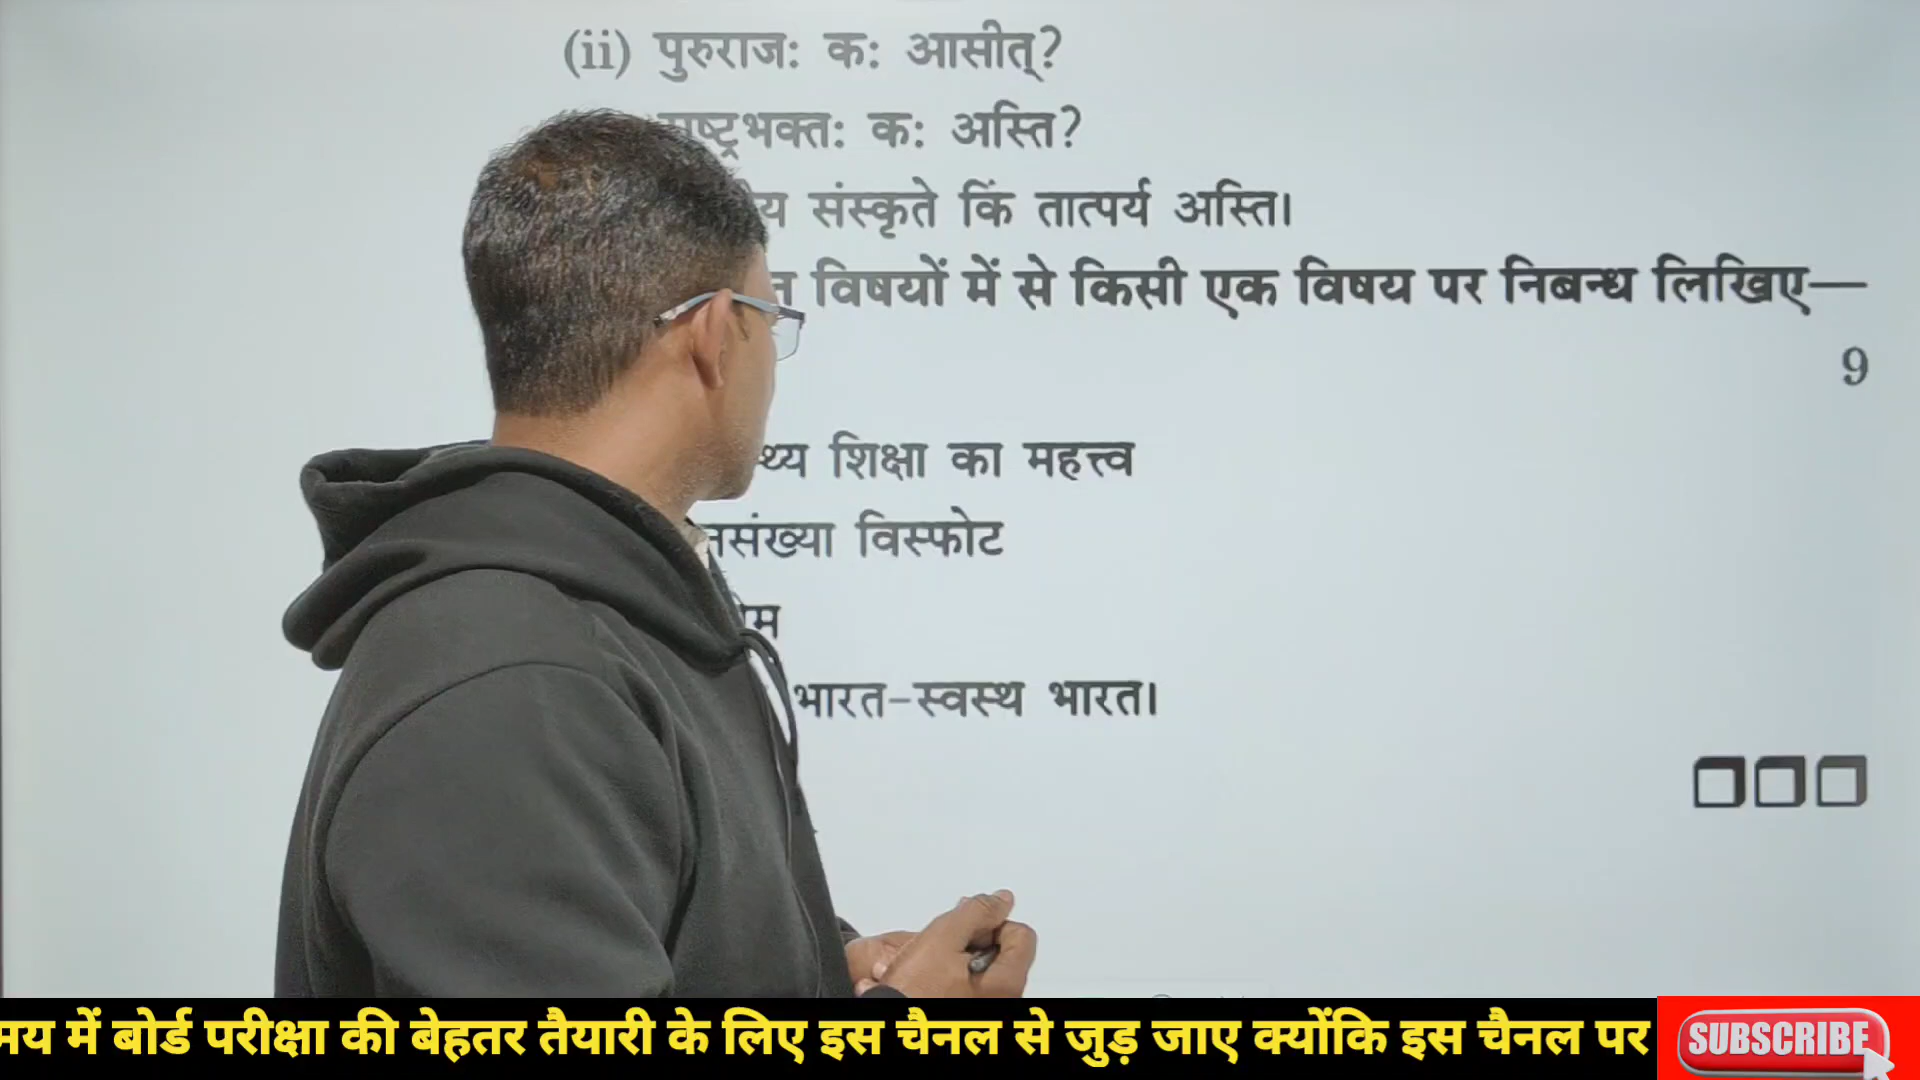 (ii) पुरुराजः कः आसीत्?
कः अस्ति?
संस्कृते किं तात्पर्य अस्ति।
विषयों में से किसी एक विषय पर निबन्ध लिखिए—
9
शिक्षा का महत्त्व
विस्फोट
भारत-स्वस्थ भारत।
में बोर्ड परीक्षा की बेहतर तैयारी के लिए इस चैनल से जुड़ जाए क्योंकि इस चैनल पर
SUBSCRIBE